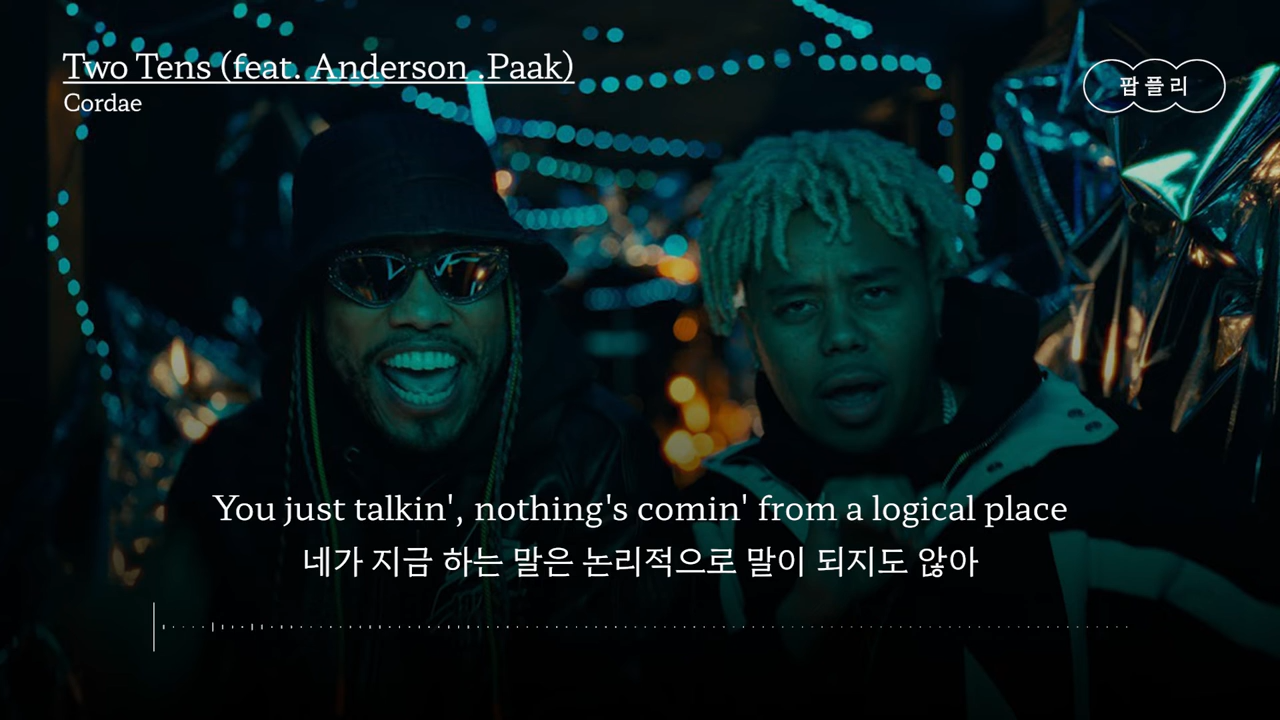 Two Tens (feat. Anderson .Paak)
Cordae
팝플리
You just talkin', nothing's comin' from a logical place
네가 지금 하는 말은 논리적으로 말이 되지도 않아